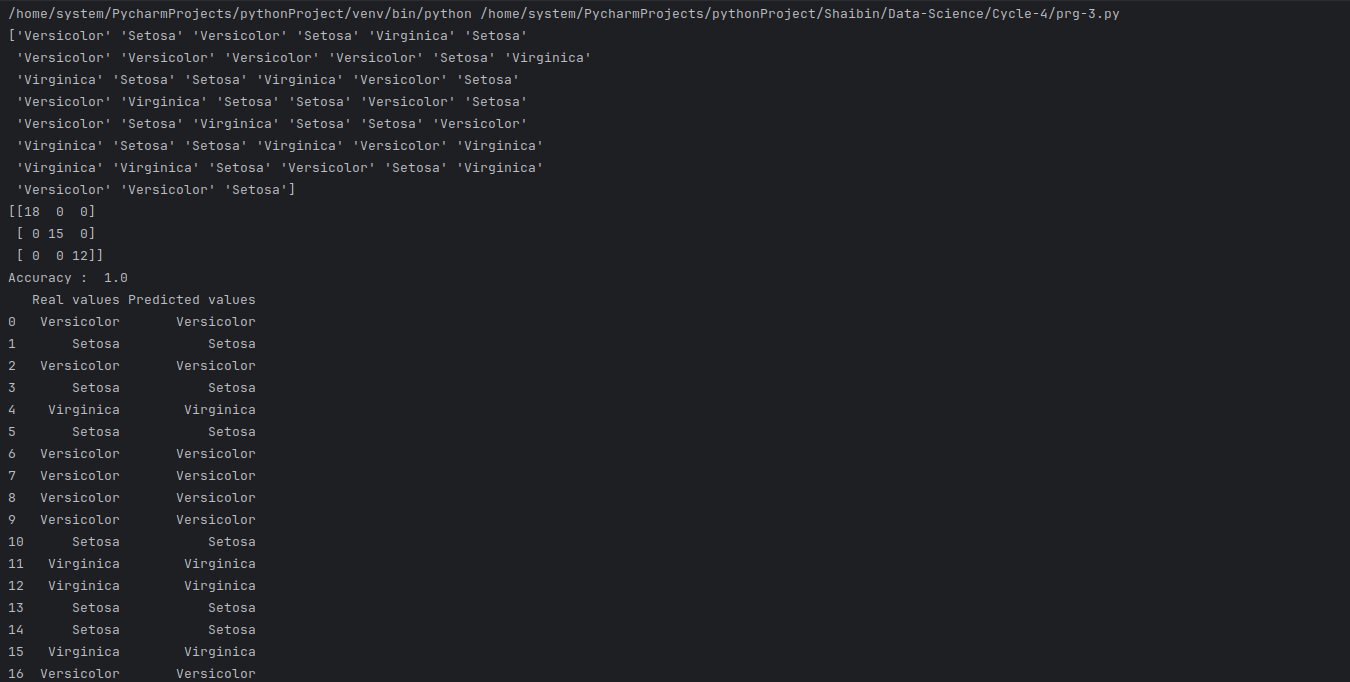 /home/system/PycharmProjects/pythonProject/venv/bin/python /home/system/PycharmProjects/pythonProject/Shaibin/Data-Science/Cycle-4/prg-3.py
['Versicolor' 'Setosa' 'Versicolor' 'Setosa' 'Virginica' 'Setosa'
 'Versicolor' 'Versicolor' 'Versicolor' 'Versicolor' 'Setosa' 'Virginica'
 'Virginica' 'Setosa' 'Setosa' 'Virginica' 'Versicolor' 'Setosa'
 'Versicolor' 'Virginica' 'Setosa' 'Setosa' 'Versicolor' 'Setosa'
 'Versicolor' 'Setosa' 'Virginica' 'Setosa' 'Setosa' 'Versicolor'
 'Virginica' 'Setosa' 'Setosa' 'Virginica' 'Versicolor' 'Virginica'
 'Virginica' 'Virginica' 'Setosa' 'Versicolor' 'Setosa' 'Virginica'
 'Versicolor' 'Versicolor' 'Setosa']
[[18  0  0]
 [ 0 15  0]
 [ 0  0 12]]
Accuracy :  1.0
   Real values Predicted values
0   Versicolor       Versicolor
1       Setosa           Setosa
2   Versicolor       Versicolor
3       Setosa           Setosa
4    Virginica        Virginica
5       Setosa           Setosa
6   Versicolor       Versicolor
7   Versicolor       Versicolor
8   Versicolor       Versicolor
9   Versicolor       Versicolor
10      Setosa           Setosa
11   Virginica        Virginica
12   Virginica        Virginica
13      Setosa           Setosa
14      Setosa           Setosa
15   Virginica        Virginica
16  Versicolor       Versicolor